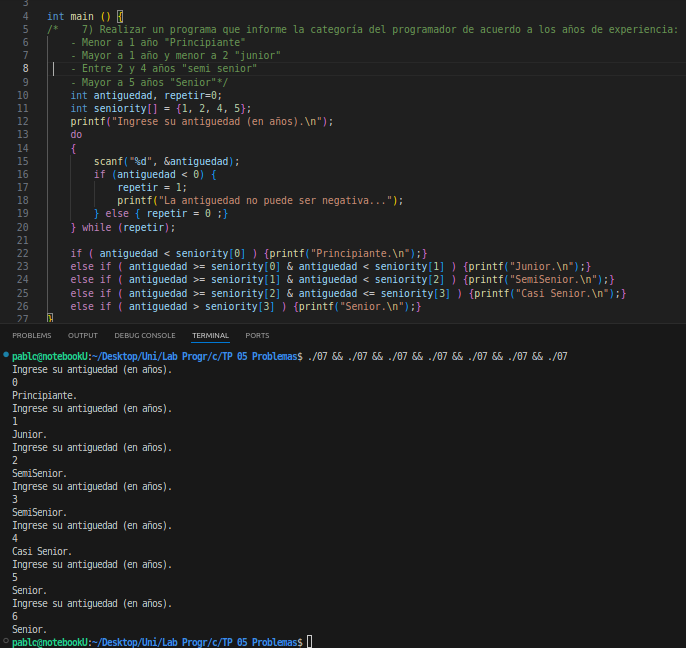 3
4 int main () {
5 /* 7) Realizar un programa que informe la categoría del programador de acuerdo a los años de experiencia:
6 - Menor a 1 año "Principiante"
7 - Mayor a 1 año y menor a 2 "junior"
8 - Entre 2 y 4 años "semi senior"
9 - Mayor a 5 años "Senior"*/
10 int antiguedad, repetir=0;
11 int seniority[] = {1, 2, 4, 5};
12 printf("Ingrese su antiguedad (en años).\n");
13 do
14 {
15 scanf("%d", &antiguedad);
16 if (antiguedad < 0) {
17 repetir = 1;
18 printf("La antiguedad no puede ser negativa...");
19 } else { repetir = 0 ;}
20 } while (repetir);
21
22 if ( antiguedad < seniority[0] ) {printf("Principiante.\n");}
23 else if ( antiguedad >= seniority[0] & antiguedad < seniority[1] ) {printf("Junior.\n");}
24 else if ( antiguedad >= seniority[1] & antiguedad < seniority[2] ) {printf("SemiSenior.\n");}
25 else if ( antiguedad >= seniority[2] & antiguedad <= seniority[3] ) {printf("Casi Senior.\n");}
26 else if ( antiguedad > seniority[3] ) {printf("Senior.\n");}
27 }
PROBLEMS OUTPUT DEBUG CONSOLE TERMINAL PORTS
pablc@notebookU:~/Desktop/Uni/Lab Progr/c/TP 05 Problemas$ ./07 && ./07 && ./07 && ./07 && ./07 && ./07 && ./07
Ingrese su antiguedad (en años).
0
Principiante.
Ingrese su antiguedad (en años).
1
Junior.
Ingrese su antiguedad (en años).
2
SemiSenior.
Ingrese su antiguedad (en años).
3
SemiSenior.
Ingrese su antiguedad (en años).
4
Casi Senior.
Ingrese su antiguedad (en años).
5
Senior.
Ingrese su antiguedad (en años).
6
Senior.
pablc@notebookU:~/Desktop/Uni/Lab Progr/c/TP 05 Problemas$